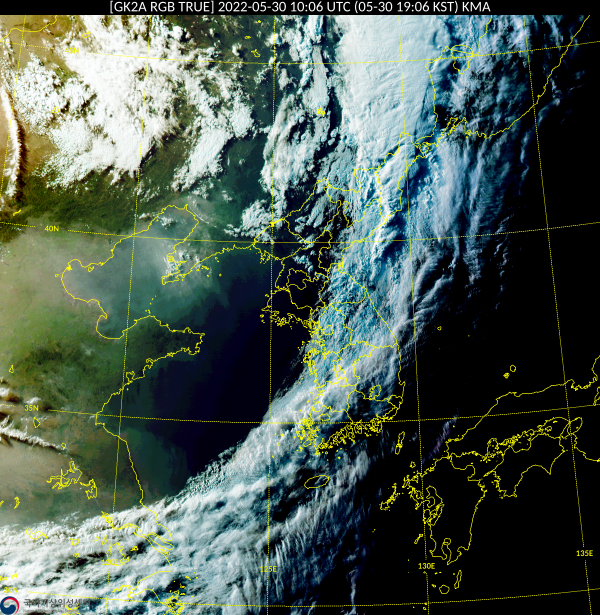 [GK2A RGB TRUE] 2022-05-30 10:06 UTC (05-30 19:06 KST) KMA
40N
35N
125E
130E
135E